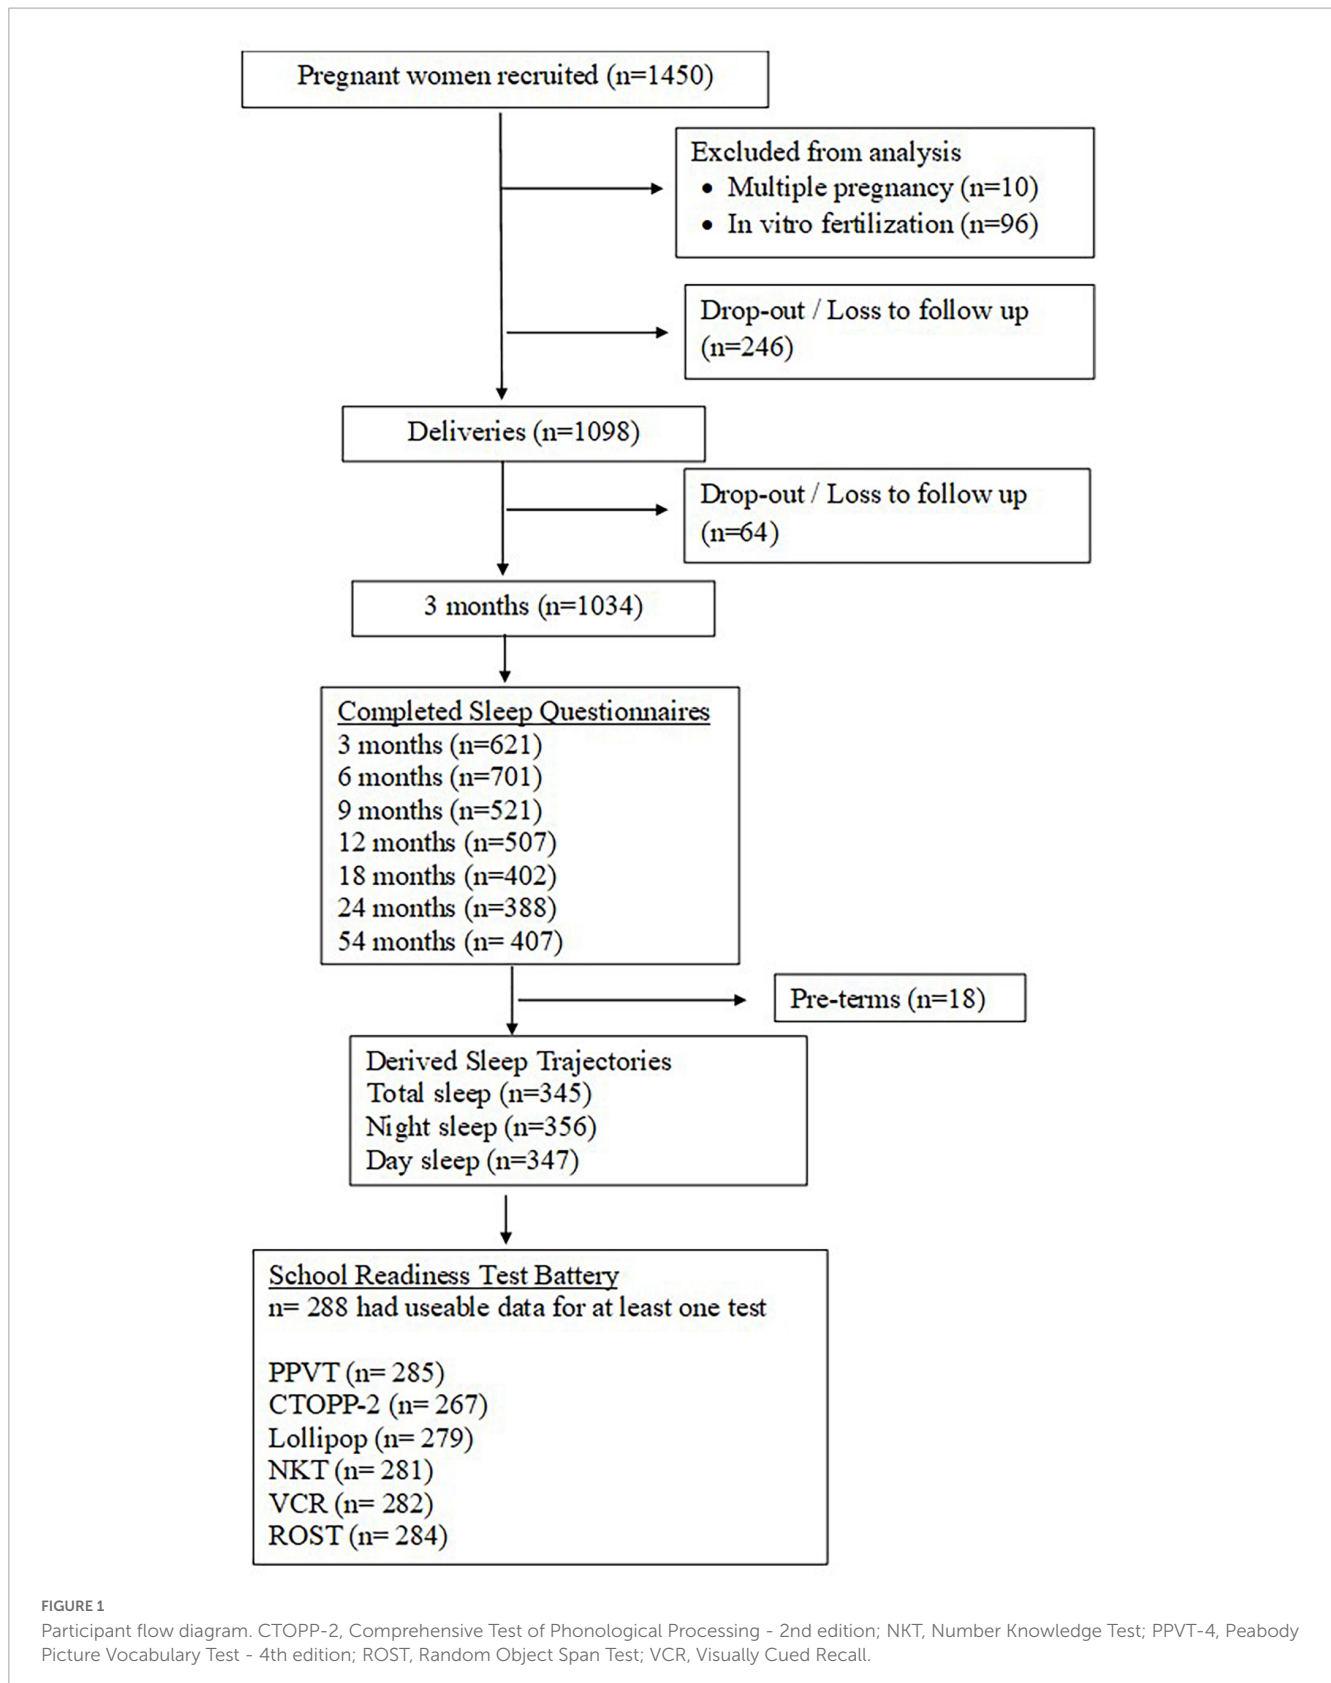 Pregnant women recruited (n=1450)
Excluded from analysis
• Multiple pregnancy (n=10)
• In vitro fertilization (n=96)
Drop-out / Loss to follow up
(n=246)
Deliveries (n=1098)
Drop-out / Loss to follow up
(n=64)
3 months (n=1034)
Completed Sleep Questionnaires
3 months (n=621)
6 months (n=701)
9 months (n=521)
12 months (n=507)
18 months (n=402)
24 months (n=388)
54 months (n= 407)
Pre-terms (n=18)
Derived Sleep Trajectories
Total sleep (n=345)
Night sleep (n=356)
Day sleep (n=347)
School Readiness Test Battery
n= 288 had useable data for at least one test
PPVT (n= 285)
CTOPP-2 (n= 267)
Lollipop (n= 279)
NKT (n= 281)
VCR (n= 282)
ROST (n= 284)
FIGURE 1
Participant flow diagram. CTOPP-2, Comprehensive Test of Phonological Processing - 2nd edition; NKT, Number Knowledge Test; PPVT-4, Peabody
Picture Vocabulary Test - 4th edition; ROST, Random Object Span Test; VCR, Visually Cued Recall.